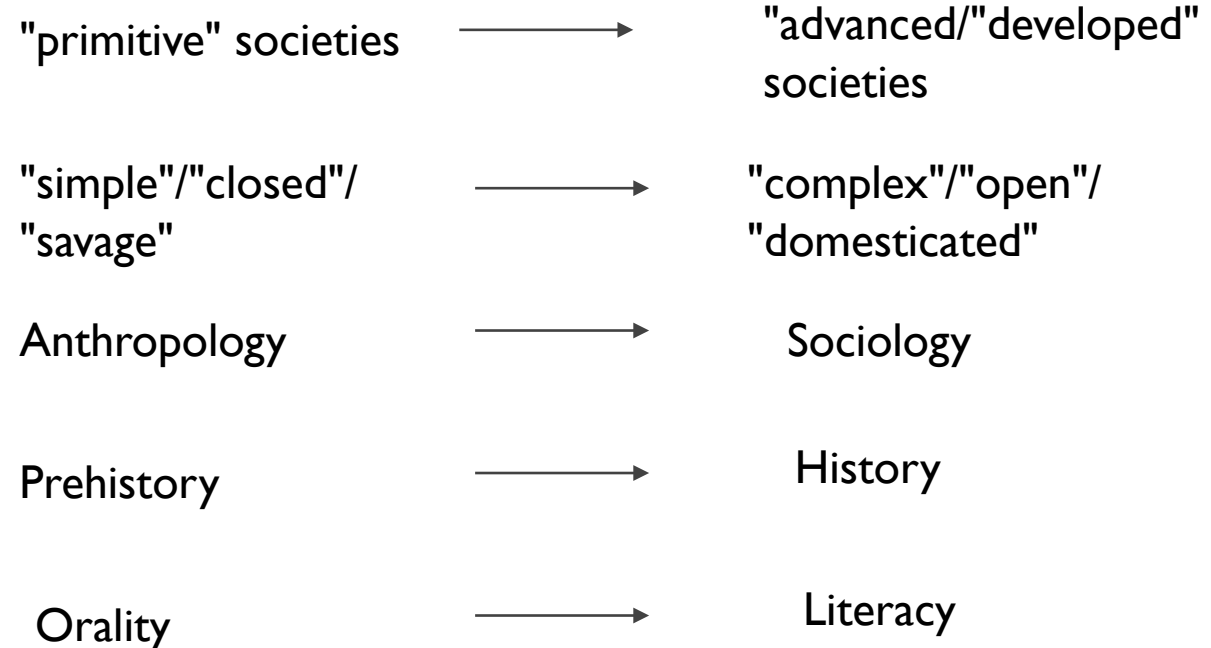 "primitive" societies
"advanced/"developed"
societies
"simple"/"closed"/
"savage"
"complex"/"open"/
"domesticated"
Anthropology
Sociology
Prehistory
History
Orality
Literacy